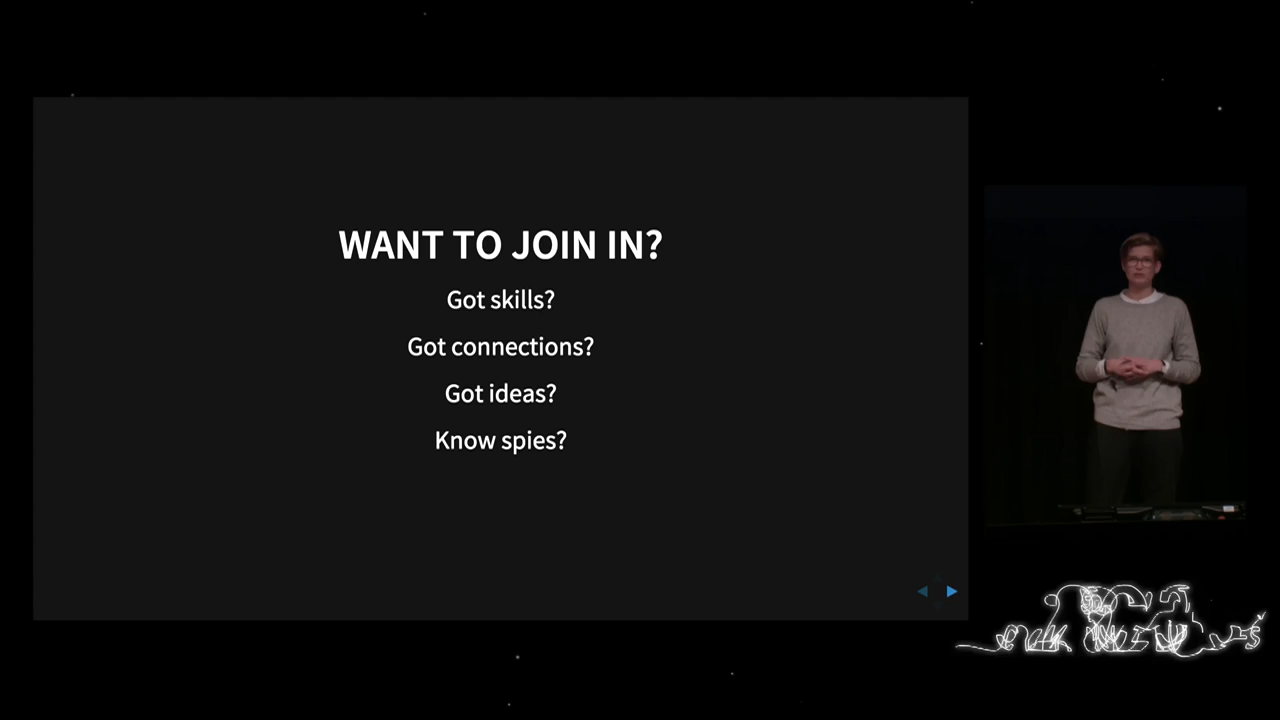 WANT TO JOIN IN?
Got skills?
Got connections?
Got ideas?
Know spies?